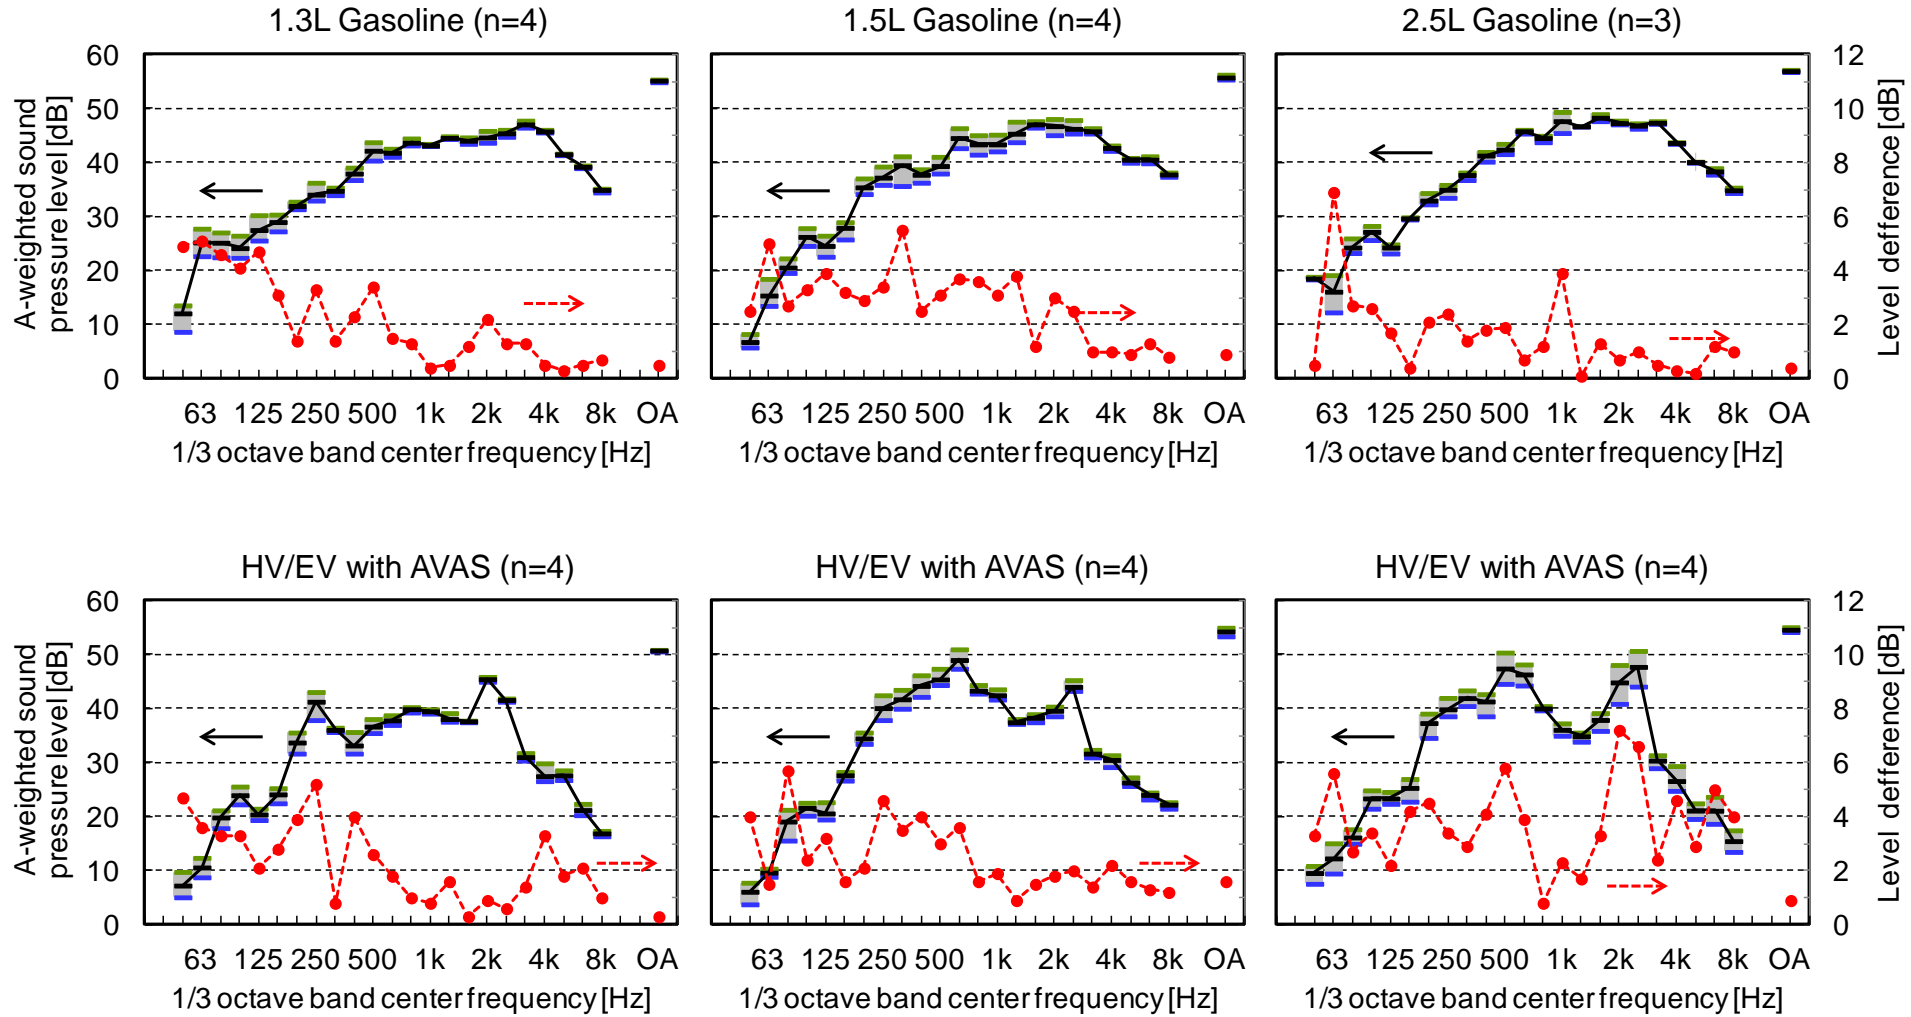 1.3L Gasoline (n=4)
1.5L Gasoline (n=4)
2.5L Gasoline (n=3)
A-weighted sound
pressure level [dB]
60
50
40
30
20
10
0
12
10
8
6
4
2
0
Level defference [dB]
63 125 250 500 1k 2k 4k 8k OA
63 125 250 500 1k 2k 4k 8k OA
63 125 250 500 1k 2k 4k 8k OA
1/3 octave band center frequency [Hz]
1/3 octave band center frequency [Hz]
1/3 octave band center frequency [Hz]
HV/EV with AVAS (n=4)
HV/EV with AVAS (n=4)
HV/EV with AVAS (n=4)
A-weighted sound
pressure level [dB]
60
50
40
30
20
10
0
12
10
8
6
4
2
0
Level defference [dB]
63 125 250 500 1k 2k 4k 8k OA
63 125 250 500 1k 2k 4k 8k OA
63 125 250 500 1k 2k 4k 8k OA
1/3 octave band center frequency [Hz]
1/3 octave band center frequency [Hz]
1/3 octave band center frequency [Hz]